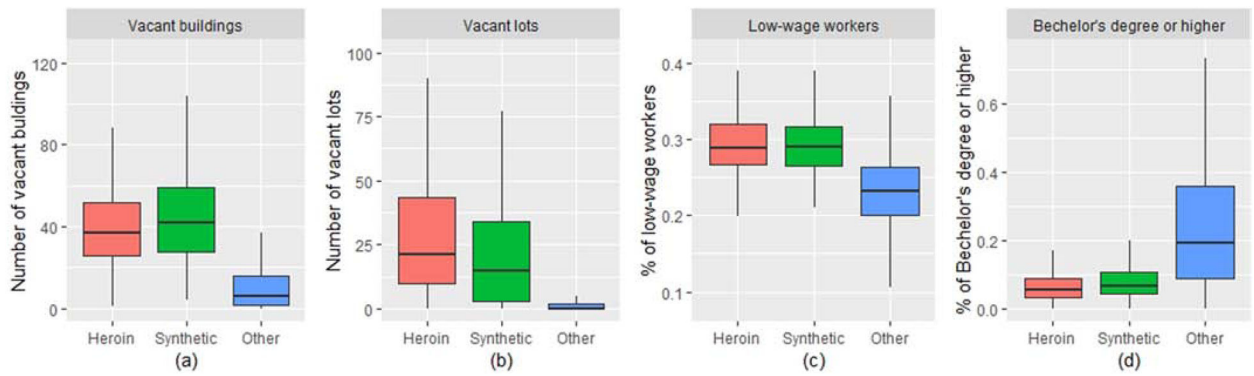 Vacant buildings
Number of vacant buldings
120
80
40
0
Heroin Synthetic Other
(a)
Vacant lots
Number of vacant lots
100
75
50
25
0
Heroin Synthetic Other
(b)
Low-wage workers
% of low-wage workers
0.4
0.3
0.2
0.1
Heroin Synthetic Other
(c)
Bechelor's degree or higher
% of Bechelor's degree or higher
0.6
0.4
0.2
0.0
Heroin Synthetic Other
(d)